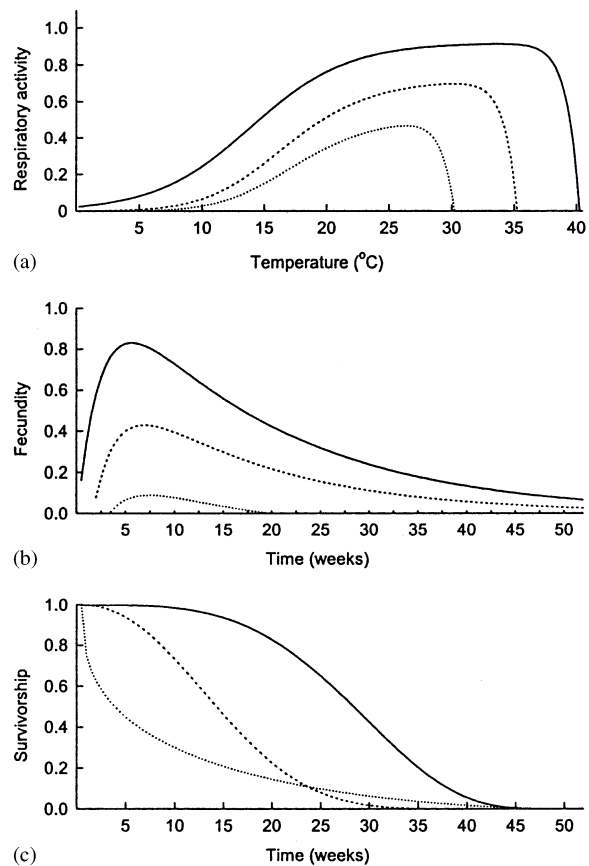 1.0
0.8
0.6
0.4
0.2
0
Respiratory activity
5 10 15 20 25 30 35 40
(a)
Temperature (°C)
1.0
0.8
0.6
0.4
0.2
0.0
Fecundity
5 10 15 20 25 30 35 40 45 50
(b)
Time (weeks)
1.0
0.8
0.6
0.4
0.2
0.0
Survivorship
5 10 15 20 25 30 35 40 45 50
(c)
Time (weeks)